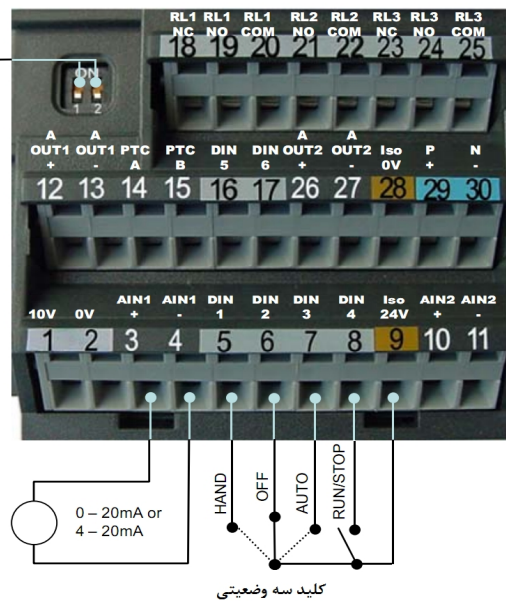 RL1 RL1 RL1 RL2 RL2 RL3 RL3 RL3
NC NO COM NO COM NC NO COM
18 19 20 21 22 23 24 25
ON
1 2
A A A A
OUT1 OUT1 PTC PTC DIN DIN OUT2 OUT2 Iso P N
+ - A B 5 6 + - 0V + -
12 13 14 15 16 17 26 27 28 29 30
AIN1 AIN1 DIN DIN DIN DIN Iso AIN2 AIN2
10V 0V + - 1 2 3 4 24V + -
1 2 3 4 5 6 7 8 9 10 11
HAND
OFF
AUTO
RUN/STOP
0 – 20mA or
4 – 20mA
کلید سه وضعیتی